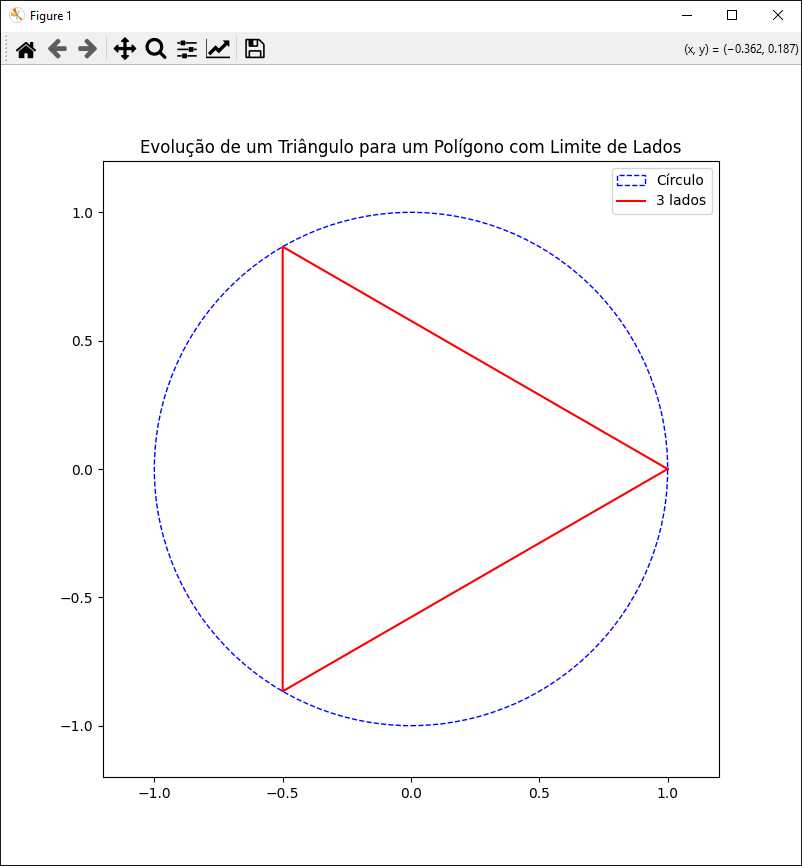 Figure 1
(x, y) = (−0.362, 0.187)
Evolução de um Triângulo para um Polígono com Limite de Lados
Círculo
3 lados
1.0
0.5
0.0
−0.5
−1.0
−1.0 −0.5 0.0 0.5 1.0